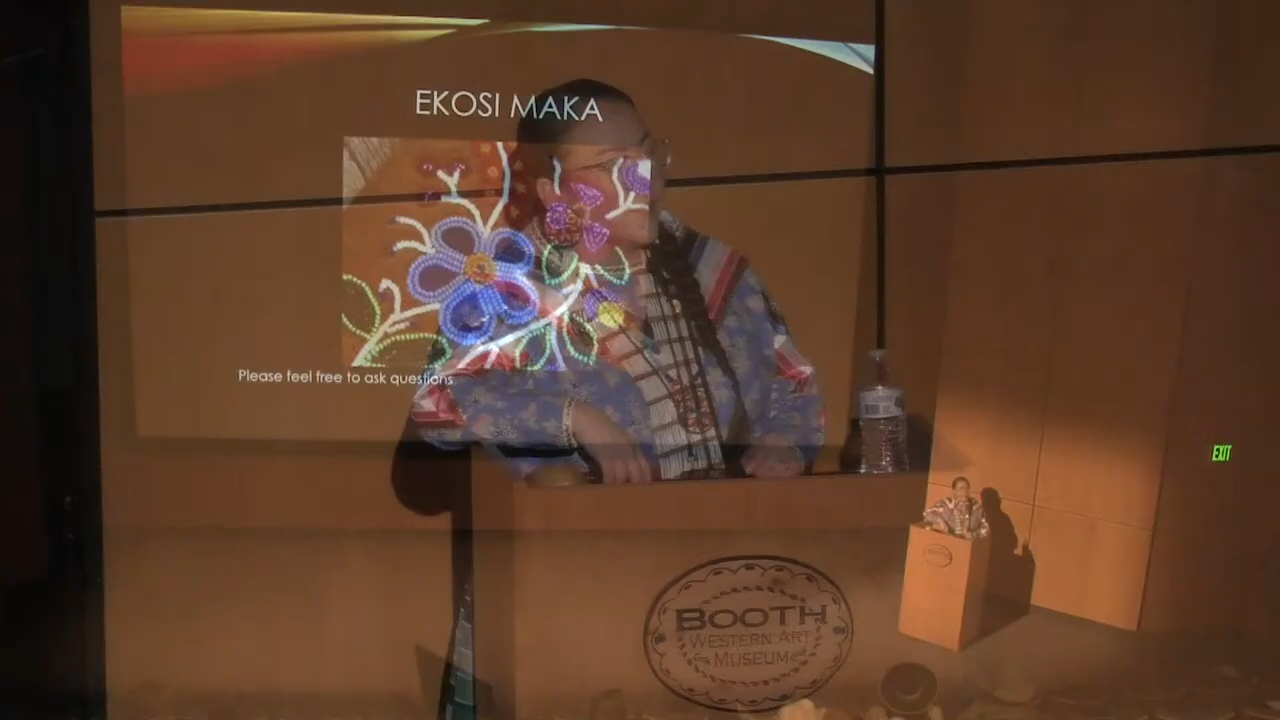 EKOSI MAKA
Please feel free to ask questions
EXIT
BOOTH
WESTERN ART
MUSEUM